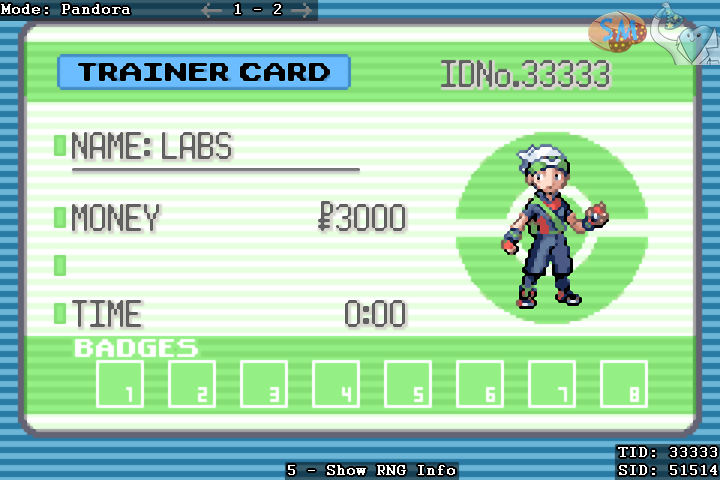 Mode: Pandora ← 1 - 2 →
SM
TRAINER CARD IDNo.33333
NAME: LABS
MONEY ₽3000
TIME 0:00
BADGES
1 2 3 4 5 6 7 8
TID: 33333
5 - Show RNG Info SID: 51514